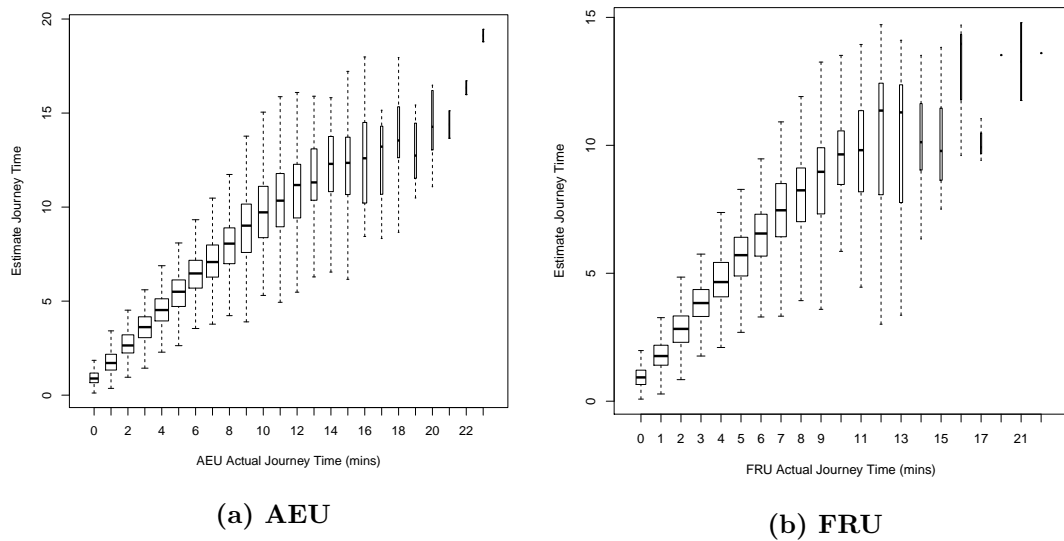 20
15
10
5
0
Estimate Journey Time
0 2 4 6 8 10 12 14 16 18 20 22
AEU Actual Journey Time (mins)
(a) AEU
15
10
5
0
Estimate Journey Time
0 1 2 3 4 5 6 7 8 9 11 13 15 17 21
FRU Actual Journey Time (mins)
(b) FRU